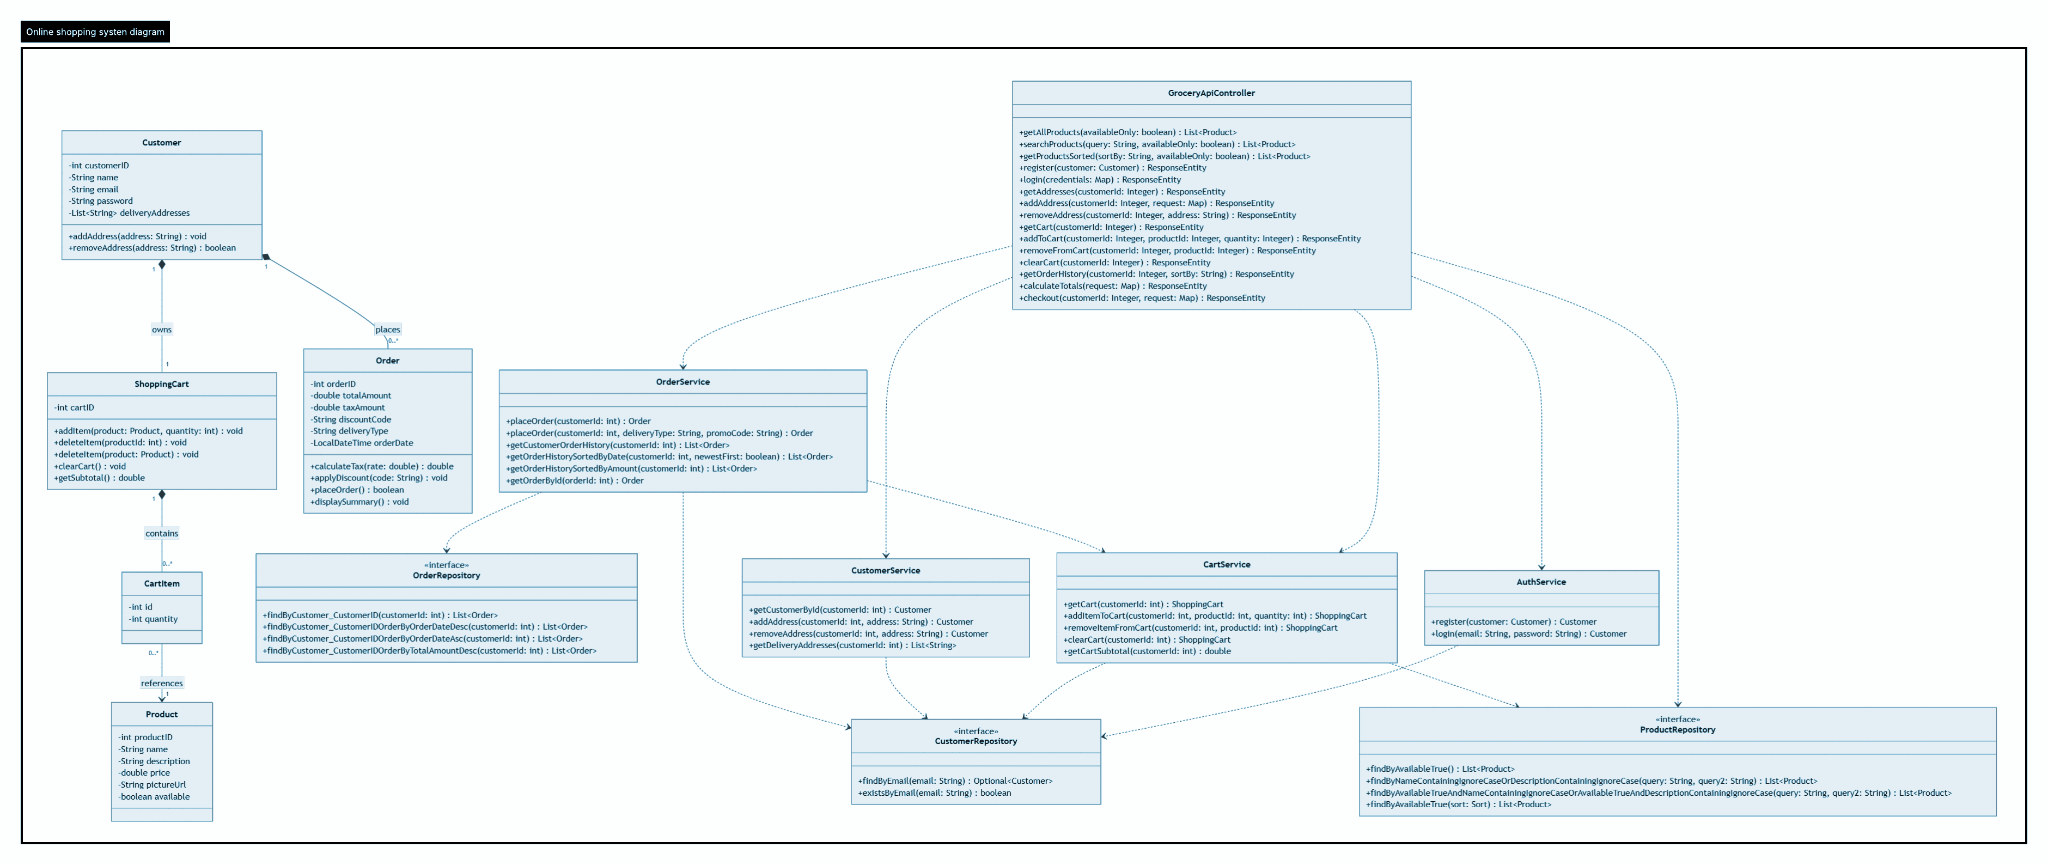 Online shopping systen diagram
GroceryApiController
+getAllProducts(availableOnly: boolean) : List<Product>
+searchProducts(query: String, availableOnly: boolean) : List<Product>
+getProductsSorted(sortBy: String, availableOnly: boolean) : List<Product>
+register(customer: Customer) : ResponseEntity
+login(credentials: Map) : ResponseEntity
+getAddresses(customerId: Integer) : ResponseEntity
+addAddress(customerId: Integer, request: Map) : ResponseEntity
+removeAddress(customerId: Integer, address: String) : ResponseEntity
+getCart(customerId: Integer) : ResponseEntity
+addToCart(customerId: Integer, productId: Integer, quantity: Integer) : ResponseEntity
+removeFromCart(customerId: Integer, productId: Integer) : ResponseEntity
+clearCart(customerId: Integer) : ResponseEntity
+getOrderHistory(customerId: Integer, sortBy: String) : ResponseEntity
+calculateTotals(request: Map) : ResponseEntity
+checkout(customerId: Integer, request: Map) : ResponseEntity
Customer
-int customerID
-String name
-String email
-String password
-List<String> deliveryAddresses
+addAddress(address: String) : void
+removeAddress(address: String) : boolean
1
1
owns
places
1
0..*
ShoppingCart
-int cartID
+addItem(product: Product, quantity: int) : void
+deleteItem(productId: int) : void
+deleteItem(product: Product) : void
+clearCart() : void
+getSubtotal() : double
Order
-int orderID
-double totalAmount
-double taxAmount
-String discountCode
-String deliveryType
-LocalDateTime orderDate
+calculateTax(rate: double) : double
+applyDiscount(code: String) : void
+placeOrder() : boolean
+displaySummary() : void
OrderService
+placeOrder(customerId: int) : Order
+placeOrder(customerId: int, deliveryType: String, promoCode: String) : Order
+getCustomerOrderHistory(customerId: int) : List<Order>
+getOrderHistorySortedByDate(customerId: int, newestFirst: boolean) : List<Order>
+getOrderHistorySortedByAmount(customerId: int) : List<Order>
+getOrderById(orderId: int) : Order
1
contains
0..*
CartItem
-int id
-int quantity
0..*
references
1
Product
-int productID
-String name
-String description
-double price
-String pictureUrl
-boolean available
«interface»
OrderRepository
+findByCustomer_CustomerID(customerId: int) : List<Order>
+findByCustomer_CustomerIDOrderByOrderDateDesc(customerId: int) : List<Order>
+findByCustomer_CustomerIDOrderByOrderDateAsc(customerId: int) : List<Order>
+findByCustomer_CustomerIDOrderByTotalAmountDesc(customerId: int) : List<Order>
CustomerService
+getCustomerById(customerId: int) : Customer
+addAddress(customerId: int, address: String) : Customer
+removeAddress(customerId: int, address: String) : Customer
+getDeliveryAddresses(customerId: int) : List<String>
CartService
+getCart(customerId: int) : ShoppingCart
+addItemToCart(customerId: int, productId: int, quantity: int) : ShoppingCart
+removeItemFromCart(customerId: int, productId: int) : ShoppingCart
+clearCart(customerId: int) : ShoppingCart
+getCartSubtotal(customerId: int) : double
AuthService
+register(customer: Customer) : Customer
+login(email: String, password: String) : Customer
«interface»
CustomerRepository
+findByEmail(email: String) : Optional<Customer>
+existsByEmail(email: String) : boolean
«interface»
ProductRepository
+findByAvailableTrue() : List<Product>
+findByNameContainingIgnoreCaseOrDescriptionContainingIgnoreCase(query: String, query2: String) : List<Product>
+findByAvailableTrueAndNameContainingIgnoreCaseOrAvailableTrueAndDescriptionContainingIgnoreCase(query: String, query2: String) : List<Product>
+findByAvailableTrue(sort: Sort) : List<Product>